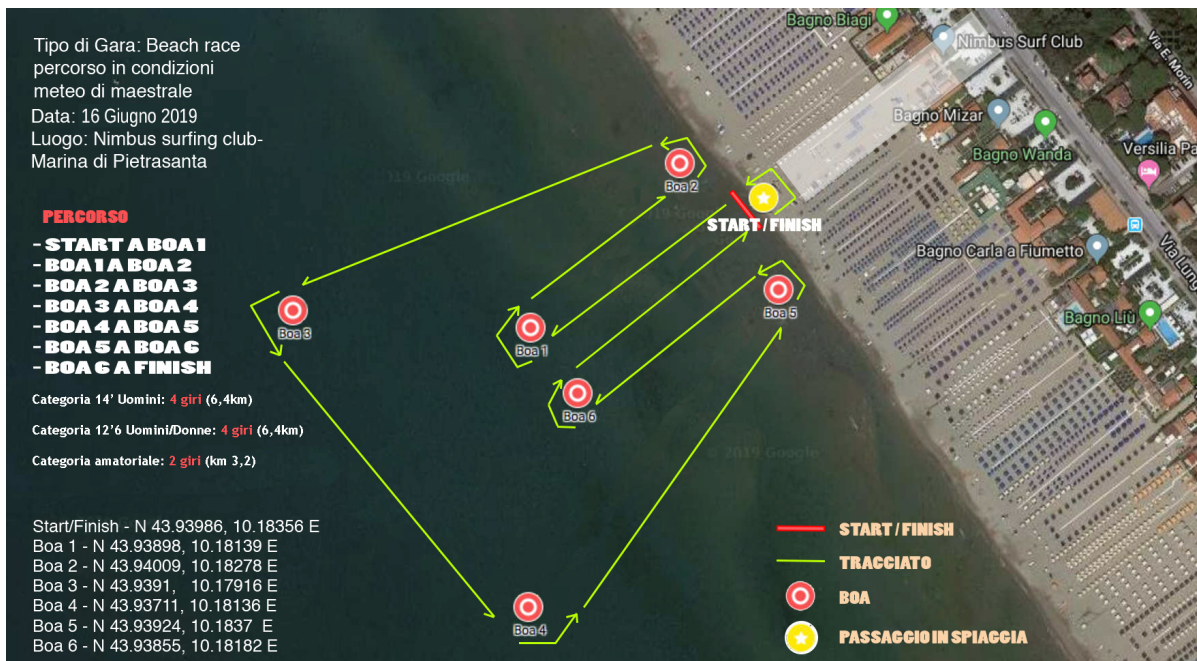 Tipo di Gara: Beach race
percorso in condizioni
meteo di maestrale
Data: 16 Giugno 2019
Luogo: Nimbus surfing club-
Marina di Pietrasanta
PERCORSO
- START A BOA 1
- BOA 1 A BOA 2
- BOA 2 A BOA 3
- BOA 3 A BOA 4
- BOA 4 A BOA 5
- BOA 5 A BOA 6
- BOA 6 A FINISH
Categoria 14' Uomini: 4 giri (6,4km)
Categoria 12'6 Uomini/Donne: 4 giri (6,4km)
Categoria amatoriale: 2 giri (km 3,2)
Start/Finish - N 43.93986, 10.18356 E
Boa 1 - N 43.93898, 10.18139 E
Boa 2 - N 43.94009, 10.18278 E
Boa 3 - N 43.9391, 10.17916 E
Boa 4 - N 43.93711, 10.18136 E
Boa 5 - N 43.93924, 10.1837 E
Boa 6 - N 43.93855, 10.18182 E
Boa 2
START / FINISH
Boa 3
Boa 1
Boa 5
Boa 6
Boa 4
Bagno Biagi
Nimbus Surf Club
Via E. Morin
Bagno Mizar
Bagno Wanda
Versilia Pa
Bagno Carla a Fiumetto
Via Lung
Bagno Liù
019 Google
© 2019 Google
START / FINISH
TRACCIATO
BOA
PASSAGGIO IN SPIAGGIA